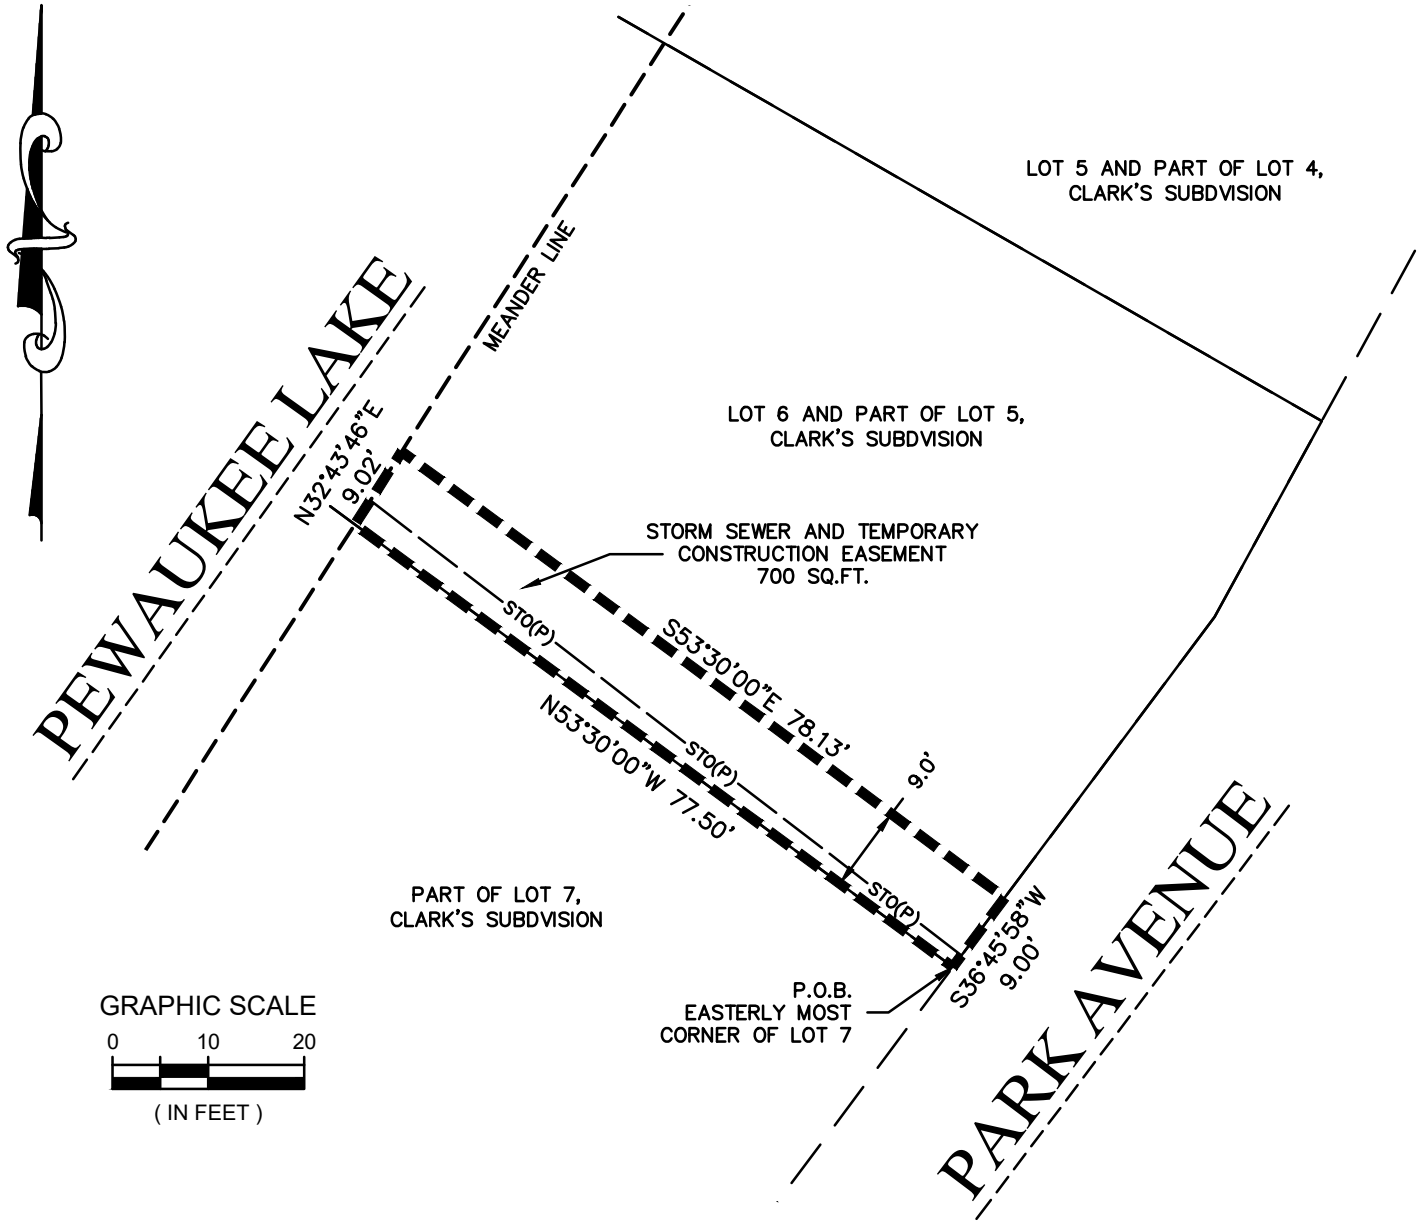 LOT 5 AND PART OF LOT 4,
CLARK'S SUBDVISION
MEANDER LINE
PEWAUKEE LAKE
N32°43'46"E
9.02'
LOT 6 AND PART OF LOT 5,
CLARK'S SUBDVISION
STORM SEWER AND TEMPORARY
CONSTRUCTION EASEMENT
700 SQ.FT.
STO(P)
S53°30'00"E 78.13'
N53°30'00"W 77.50'
STO(P)
9.0'
STO(P)
PART OF LOT 7,
CLARK'S SUBDVISION
S36°45'58"W
9.00'
PARK AVENUE
P.O.B.
EASTERLY MOST
CORNER OF LOT 7
GRAPHIC SCALE
0 10 20
( IN FEET )